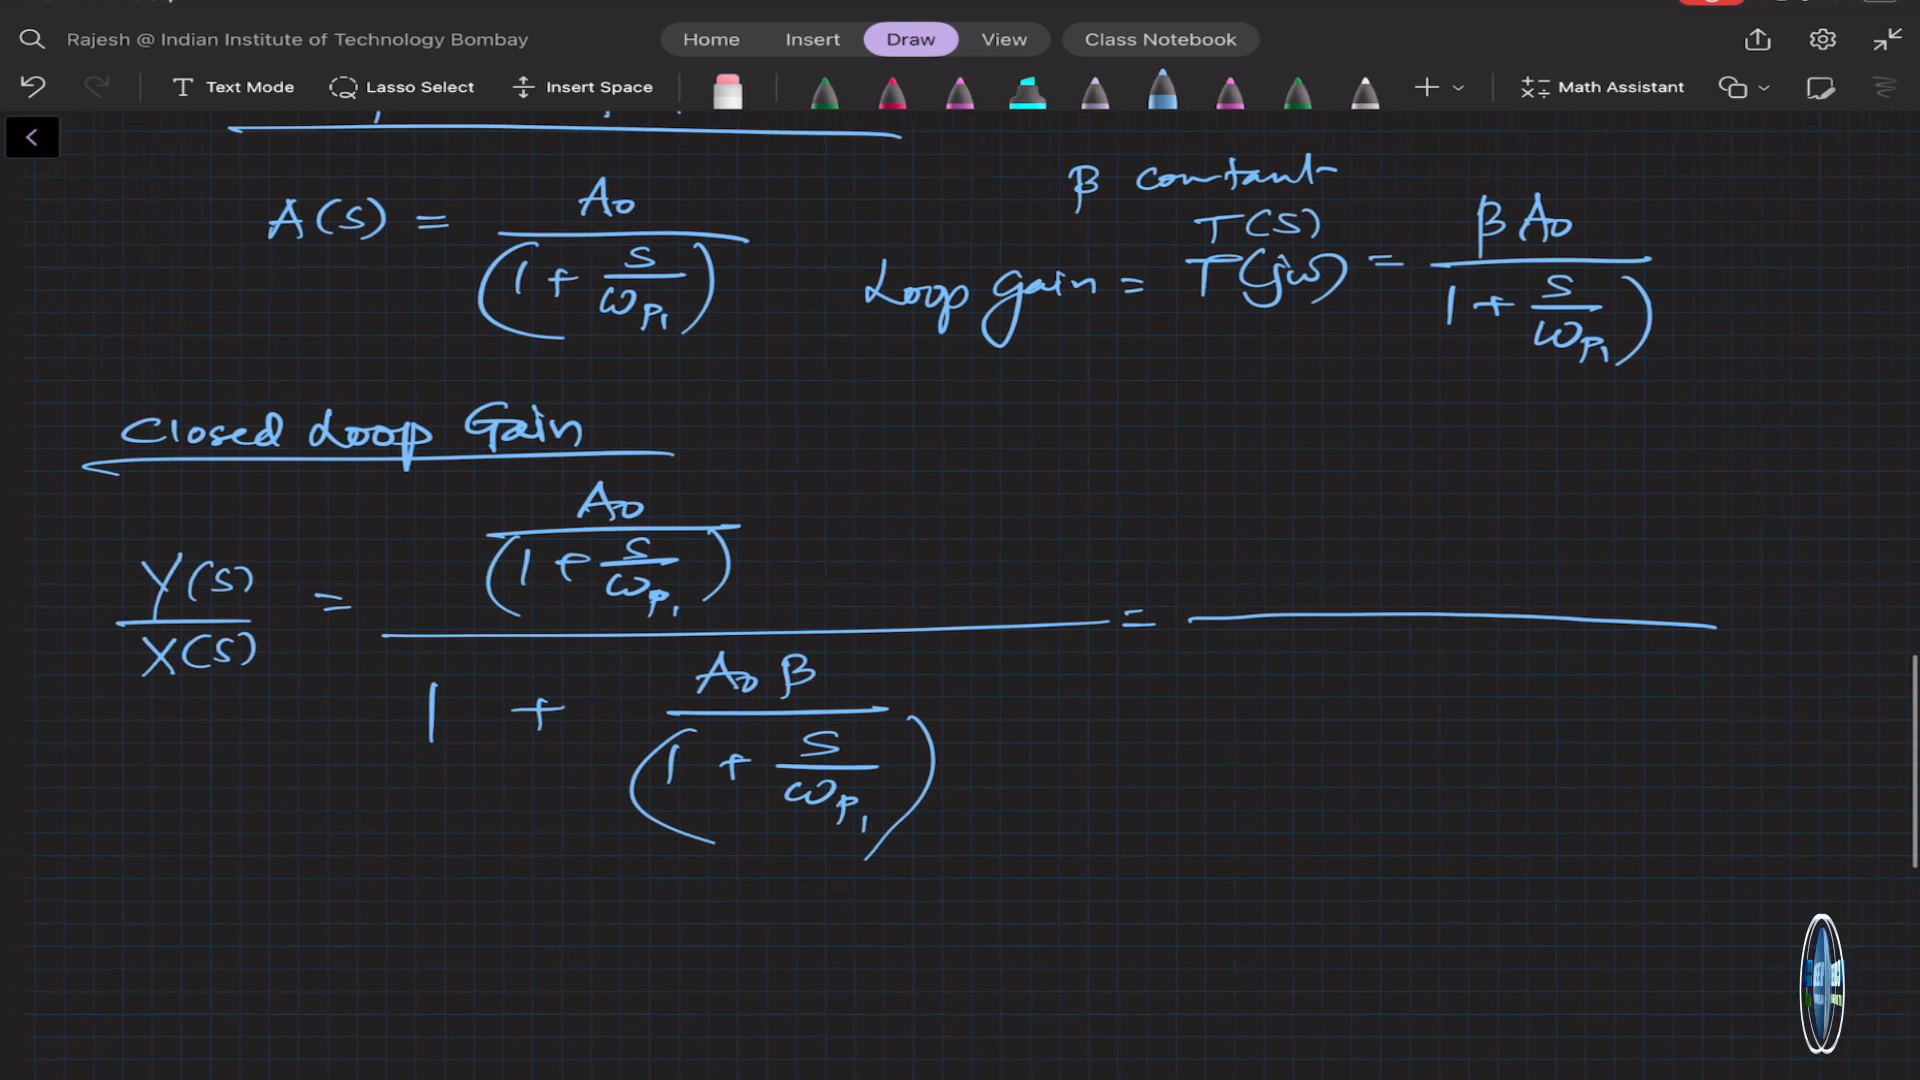 Rajesh @ Indian Institute of Technology Bombay
Home Insert Draw View Class Notebook
Text Mode Lasso Select Insert Space Math Assistant
β constant
A(s) = A₀ / (1 + s/ωp₁)
T(s)
Loop gain = T(jω) = βA₀ / 1 + s/ωp₁)
Closed Loop Gain
Y(s)/X(s) = (A₀ / (1 + s/ωp₁)) / (1 + A₀β / (1 + s/ωp₁)) =